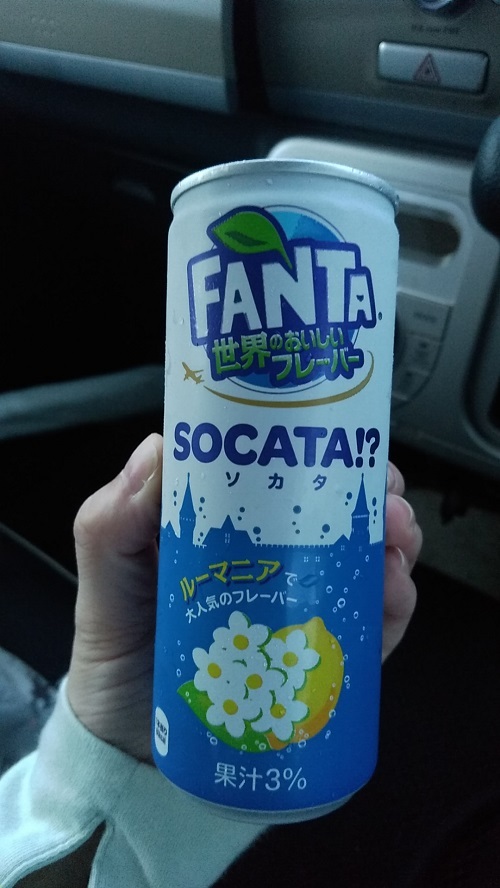 FANTA
世界のおいしい
フレーバー
SOCATA!?
ソカタ
ルーマニアで
大人気のフレーバー
果汁3%